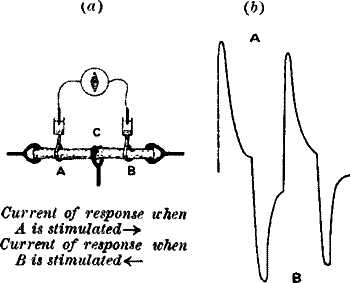 (a)
(b)
C
A
B
Current of response when
A is stimulated→
Current of response when
B is stimulated←
A
B